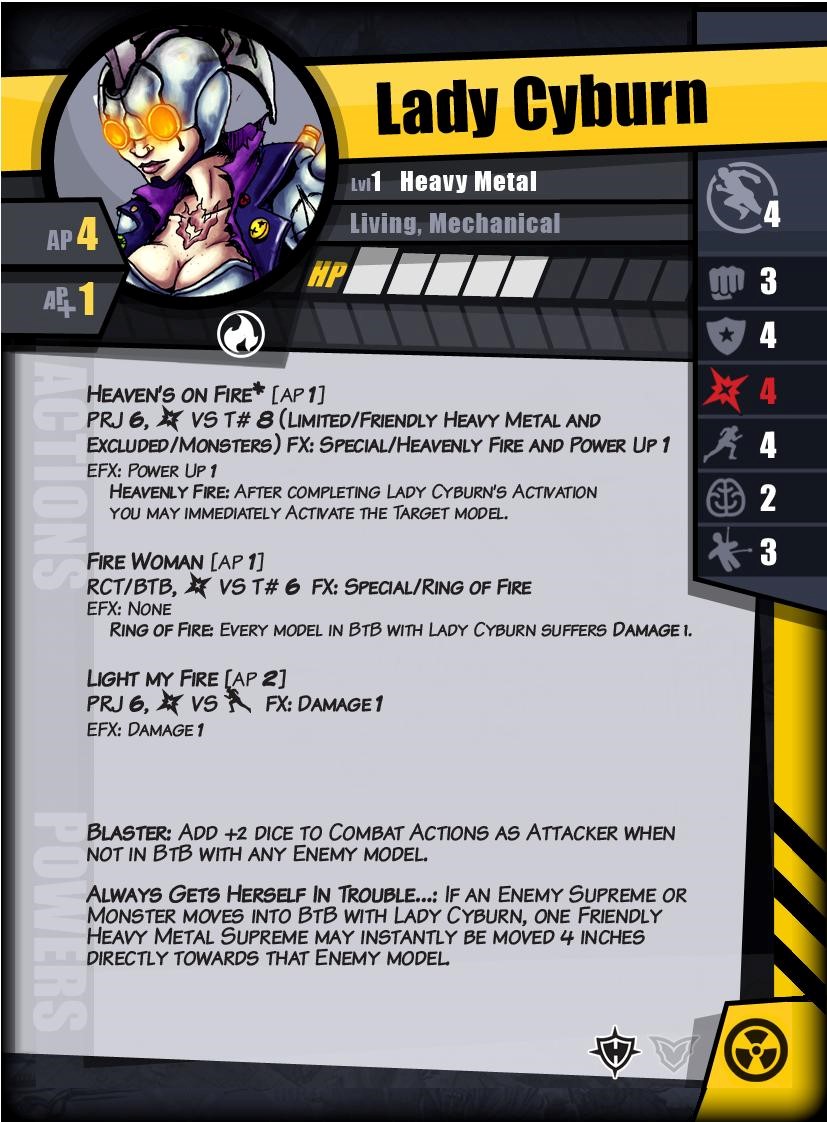 Lady Cyburn
Lvl1 Heavy Metal
Living, Mechanical
AP 4
AP+ 1
HP
4
3
4
4
4
2
3
ACTIONS
HEAVEN'S ON FIRE* [AP 1]
PRJ 6, VS T# 8 (LIMITED/FRIENDLY HEAVY METAL AND
EXCLUDED/MONSTERS) FX: SPECIAL/HEAVENLY FIRE AND POWER UP 1
EFX: POWER UP 1
HEAVENLY FIRE: AFTER COMPLETING LADY CYBURN'S ACTIVATION
YOU MAY IMMEDIATELY ACTIVATE THE TARGET MODEL.
FIRE WOMAN [AP 1]
RCT/BTB, VS T# 6 FX: SPECIAL/RING OF FIRE
EFX: NONE
RING OF FIRE: EVERY MODEL IN BTB WITH LADY CYBURN SUFFERS DAMAGE 1.
LIGHT MY FIRE [AP 2]
PRJ 6, VS FX: DAMAGE 1
EFX: DAMAGE 1
POWERS
BLASTER: ADD +2 DICE TO COMBAT ACTIONS AS ATTACKER WHEN
NOT IN BTB WITH ANY ENEMY MODEL.
ALWAYS GETS HERSELF IN TROUBLE...: IF AN ENEMY SUPREME OR
MONSTER MOVES INTO BTB WITH LADY CYBURN, ONE FRIENDLY
HEAVY METAL SUPREME MAY INSTANTLY BE MOVED 4 INCHES
DIRECTLY TOWARDS THAT ENEMY MODEL.